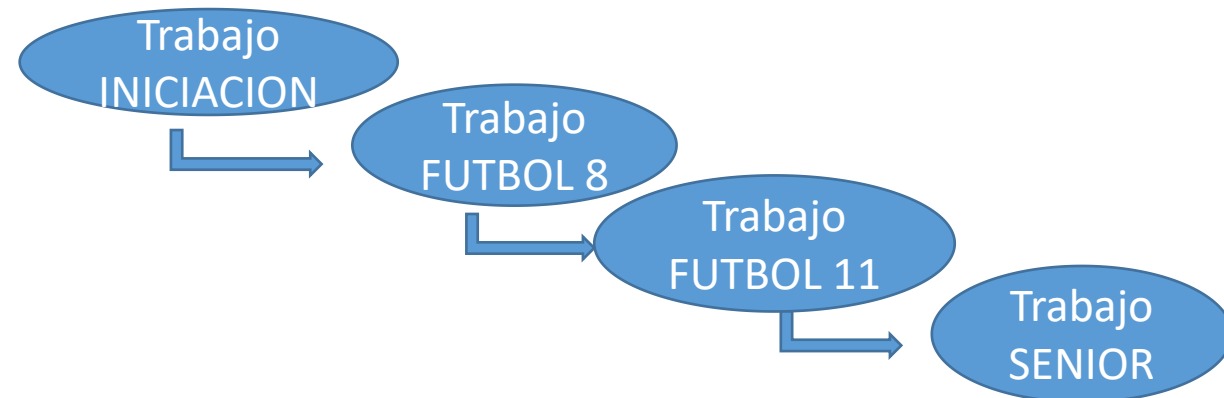 Trabajo
INICIACION
Trabajo
FUTBOL 8
Trabajo
FUTBOL 11
Trabajo
SENIOR